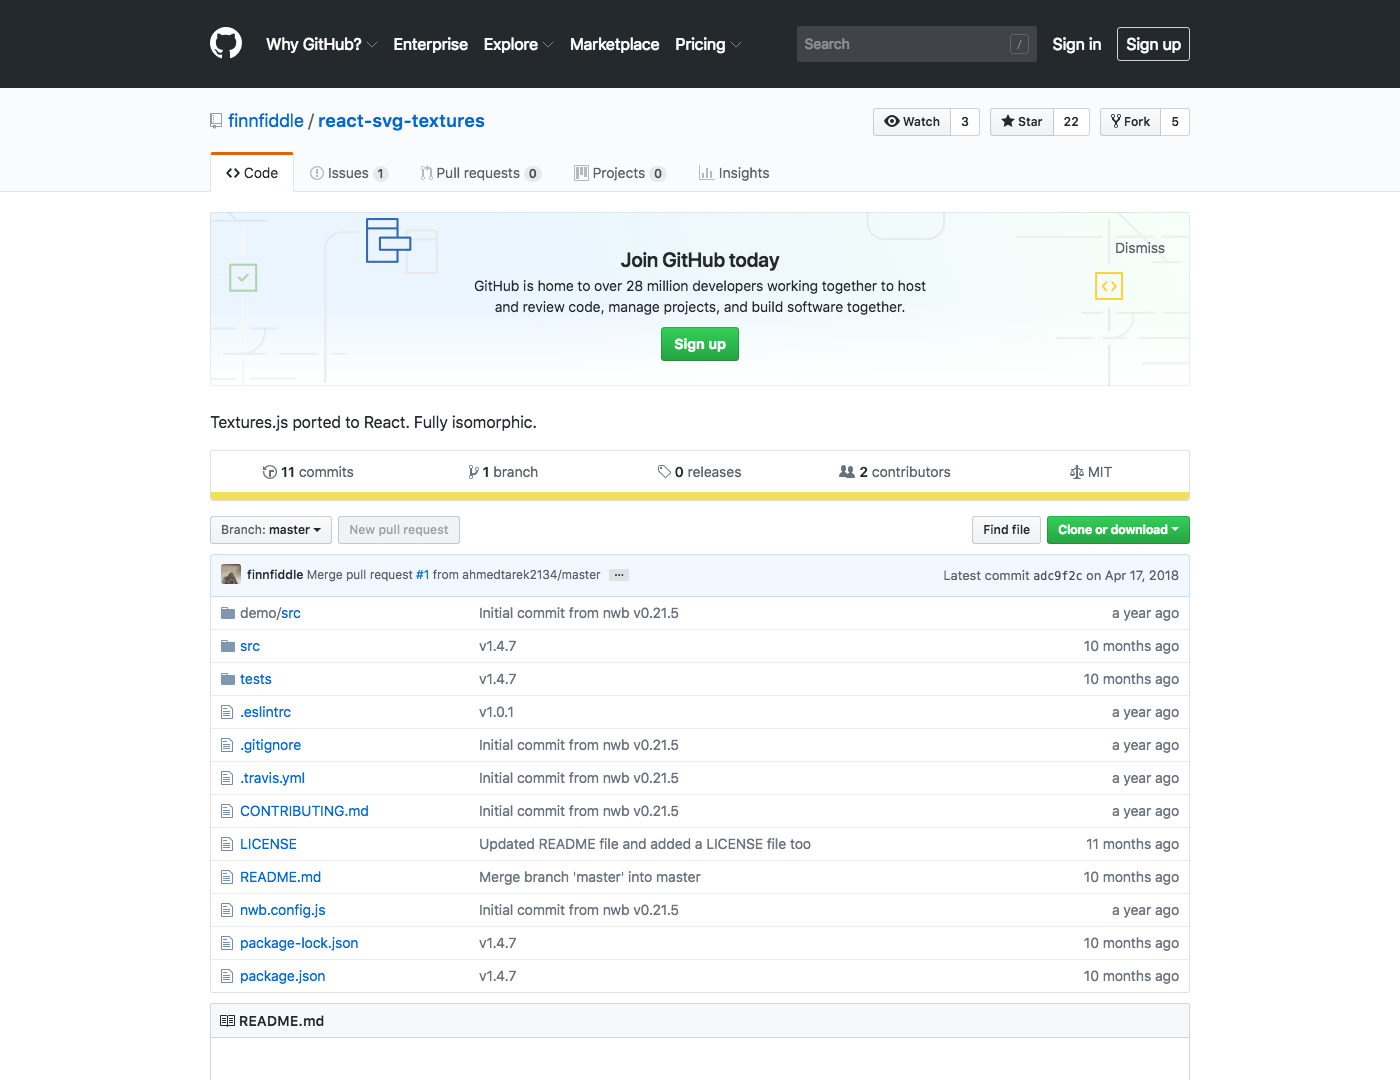 Why GitHub? Enterprise Explore Marketplace Pricing Search / Sign in Sign up
finnfiddle / react-svg-textures Watch 3 Star 22 Fork 5
Code Issues 1 Pull requests 0 Projects 0 Insights
Dismiss
Join GitHub today
GitHub is home to over 28 million developers working together to host
and review code, manage projects, and build software together.
Sign up
Textures.js ported to React. Fully isomorphic.
11 commits 1 branch 0 releases 2 contributors MIT
Branch: master New pull request Find file Clone or download
finnfiddle Merge pull request #1 from ahmedtarek2134/master ... Latest commit adc9f2c on Apr 17, 2018
demo/src Initial commit from nwb v0.21.5 a year ago
src v1.4.7 10 months ago
tests v1.4.7 10 months ago
.eslintrc v1.0.1 a year ago
.gitignore Initial commit from nwb v0.21.5 a year ago
.travis.yml Initial commit from nwb v0.21.5 a year ago
CONTRIBUTING.md Initial commit from nwb v0.21.5 a year ago
LICENSE Updated README file and added a LICENSE file too 11 months ago
README.md Merge branch 'master' into master 10 months ago
nwb.config.js Initial commit from nwb v0.21.5 a year ago
package-lock.json v1.4.7 10 months ago
package.json v1.4.7 10 months ago
README.md